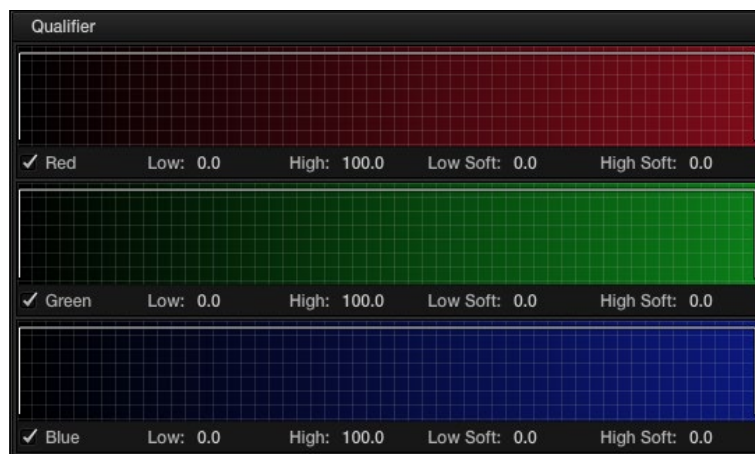 Qualifier
Red Low: 0.0 High: 100.0 Low Soft: 0.0 High Soft: 0.0
Green Low: 0.0 High: 100.0 Low Soft: 0.0 High Soft: 0.0
Blue Low: 0.0 High: 100.0 Low Soft: 0.0 High Soft: 0.0